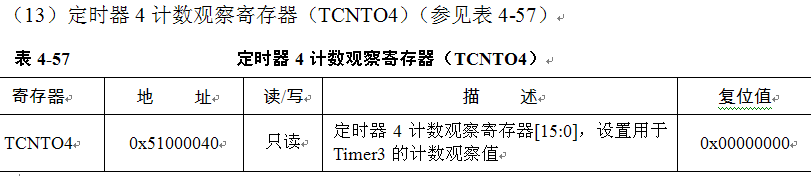 （13）定时器 4 计数观察寄存器（TCNTO4）（参见表 4-57）
表 4-57 定时器 4 计数观察寄存器（TCNTO4）
寄存器 地 址 读/写 描 述 复位值
TCNTO4 0x51000040 只读 定时器 4 计数观察寄存器[15:0]，设置用于
Timer3 的计数观察值 0x00000000